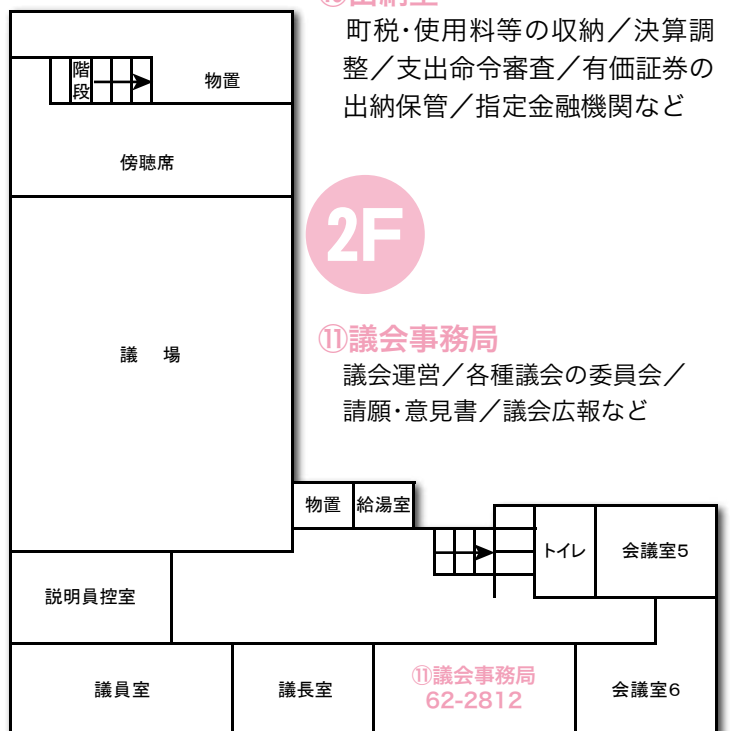 出納室
町税・使用料等の収納／決算調
整／支出命令審査／有価証券の
出納保管／指定金融機関など
階段
物置
傍聴席
2F
議　場
⑪議会事務局
議会運営／各種議会の委員会／
請願・意見書／議会広報など
物置
給湯室
トイレ
会議室5
説明員控室
議員室
議長室
⑪議会事務局
62-2812
会議室6